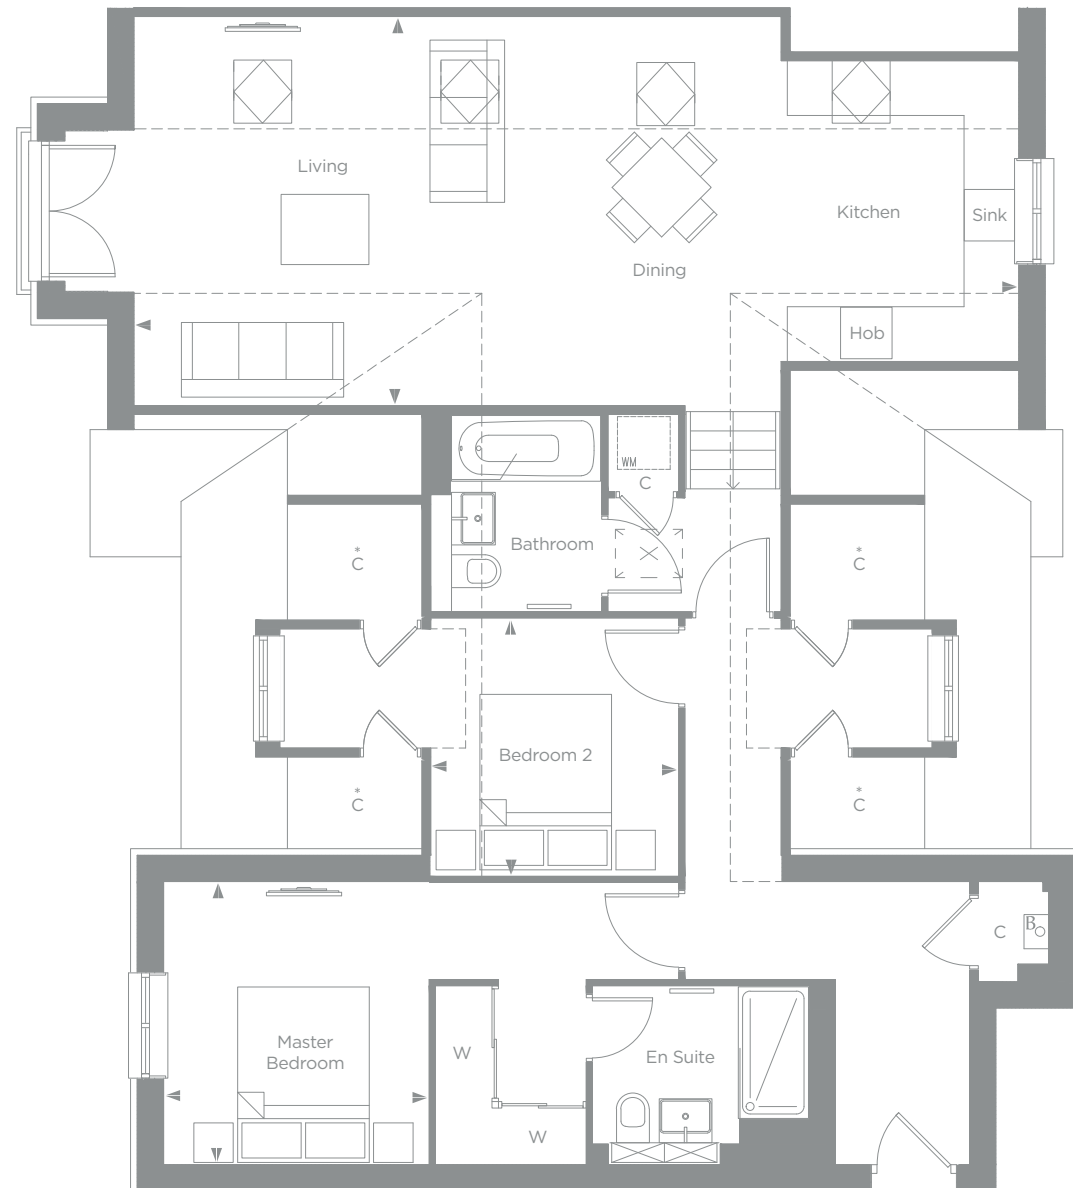 Living
Kitchen
Sink
Dining
Hob
WM
C
Bathroom
*
C
*
C
Bedroom 2
*
C
*
C
C
B
Master
Bedroom
W
En Suite
W